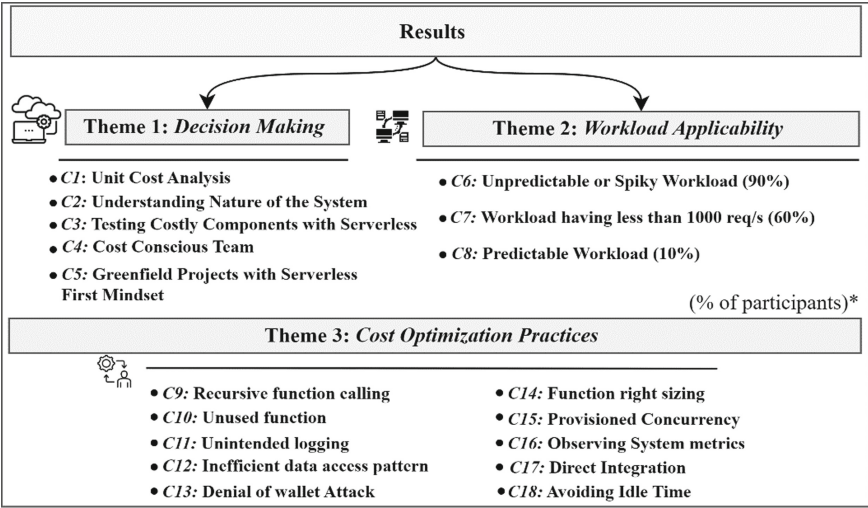 Results
Theme 1: Decision Making
C1: Unit Cost Analysis
C2: Understanding Nature of the System
C3: Testing Costly Components with Serverless
C4: Cost Conscious Team
C5: Greenfield Projects with Serverless
First Mindset
Theme 2: Workload Applicability
C6: Unpredictable or Spiky Workload (90%)
C7: Workload having less than 1000 req/s (60%)
C8: Predictable Workload (10%)
(% of participants)*
Theme 3: Cost Optimization Practices
C9: Recursive function calling
C10: Unused function
C11: Unintended logging
C12: Inefficient data access pattern
C13: Denial of wallet Attack
C14: Function right sizing
C15: Provisioned Concurrency
C16: Observing System metrics
C17: Direct Integration
C18: Avoiding Idle Time